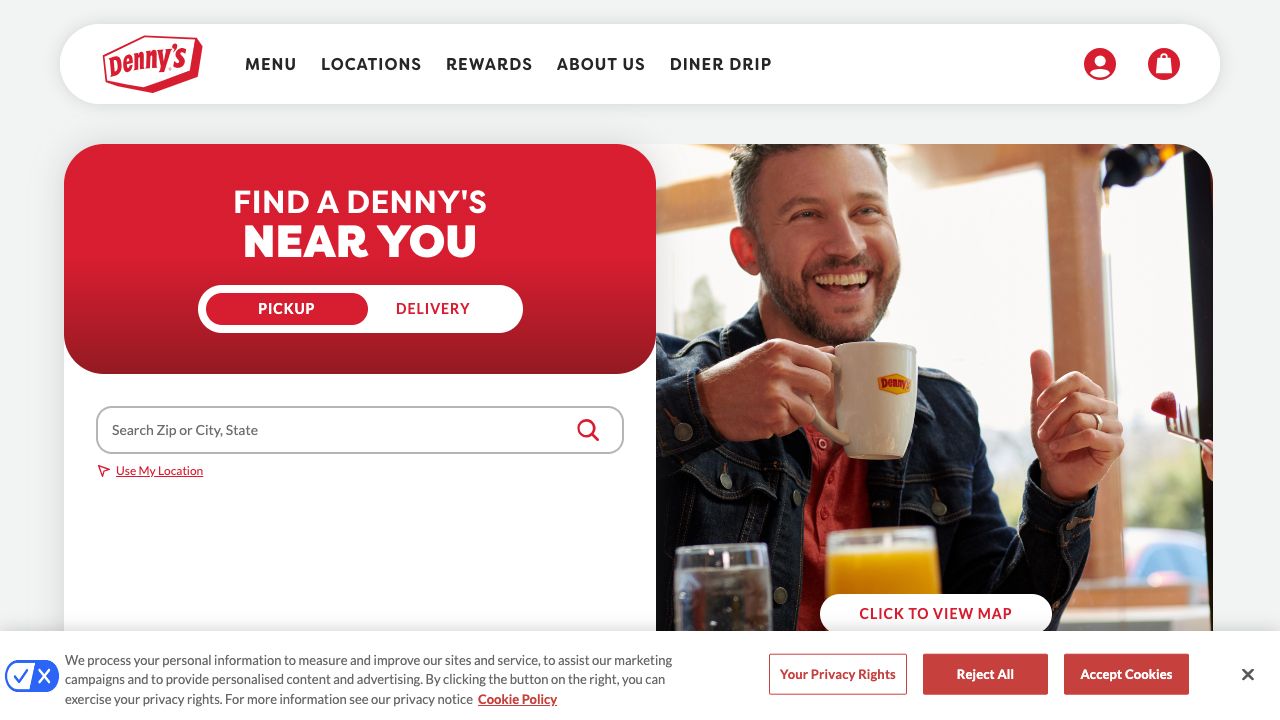 Denny's
MENU
LOCATIONS
REWARDS
ABOUT US
DINER DRIP
FIND A DENNY'S
NEAR YOU
PICKUP
DELIVERY
Search Zip or City, State
Use My Location
Denny's
CLICK TO VIEW MAP
We process your personal information to measure and improve our sites and service, to assist our marketing
campaigns and to provide personalised content and advertising. By clicking the button on the right, you can
exercise your privacy rights. For more information see our privacy notice Cookie Policy
Your Privacy Rights
Reject All
Accept Cookies